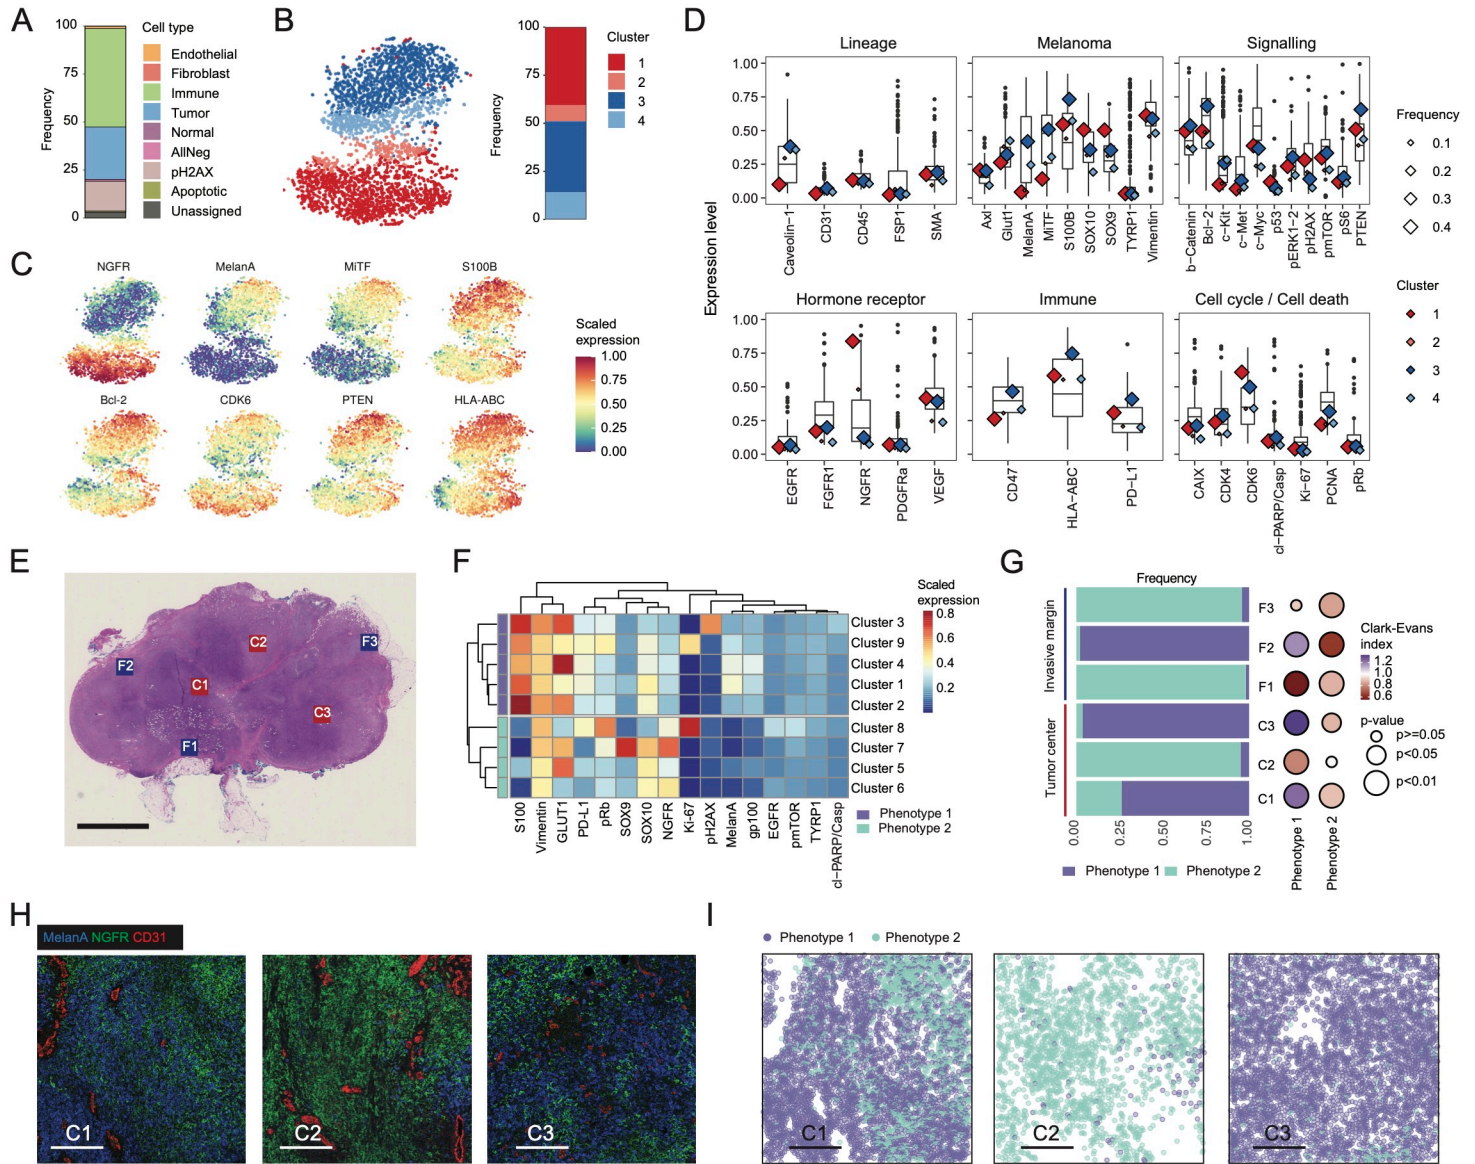 A
100
75
50
25
0
Frequency
Cell type
Endothelial
Fibroblast
Immune
Tumor
Normal
AllNeg
pH2AX
Apoptotic
Unassigned
B
100
75
50
25
0
Frequency
Cluster
1
2
3
4
C
NGFR
MelanA
MiTF
S100B
Bcl-2
CDK6
PTEN
HLA-ABC
Scaled
expression
1.00
0.75
0.50
0.25
0.00
D
Expression level
Lineage
Melanoma
Signalling
1.00
0.75
0.50
0.25
0.00
Caveolin-1
CD31
CD45
FSP1
SMA
Axl
Glut1
MelanA
MiTF
S100B
SOX10
SOX9
TYRP1
Vimentin
b-Catenin
Bcl-2
c-Kit
c-Met
c-Myc
p53
pERK1-2
pH2AX
pmTOR
pS6
PTEN
Hormone receptor
Immune
Cell cycle / Cell death
1.00
0.75
0.50
0.25
0.00
EGFR
FGFR1
NGFR
PDGFRa
VEGF
CD47
HLA-ABC
PD-L1
CAIX
CDK4
CDK6
cl-PARP/Casp
Ki-67
PCNA
pRb
Frequency
0.1
0.2
0.3
0.4
Cluster
1
2
3
4
E
C2
F3
F2
C1
C3
F1
F
Cluster 3
Cluster 9
Cluster 4
Cluster 1
Cluster 2
Cluster 8
Cluster 7
Cluster 5
Cluster 6
S100
Vimentin
GLUT1
PD-L1
pRb
SOX9
SOX10
NGFR
Ki-67
pH2AX
MelanA
gp100
EGFR
pmTOR
TYRP1
cl-PARP/Casp
Scaled
expression
0.8
0.6
0.4
0.2
Phenotype 1
Phenotype 2
G
Frequency
Invasive margin
Tumor center
F3
F2
F1
C3
C2
C1
0.00
0.25
0.50
0.75
1.00
Phenotype 1
Phenotype 2
Phenotype 1 Phenotype 2
Clark-Evans
index
1.2
1.0
0.8
0.6
p-value
p>=0.05
p<0.05
p<0.01
H
MelanA NGFR CD31
C1
C2
C3
I
Phenotype 1 Phenotype 2
C1
C2
C3